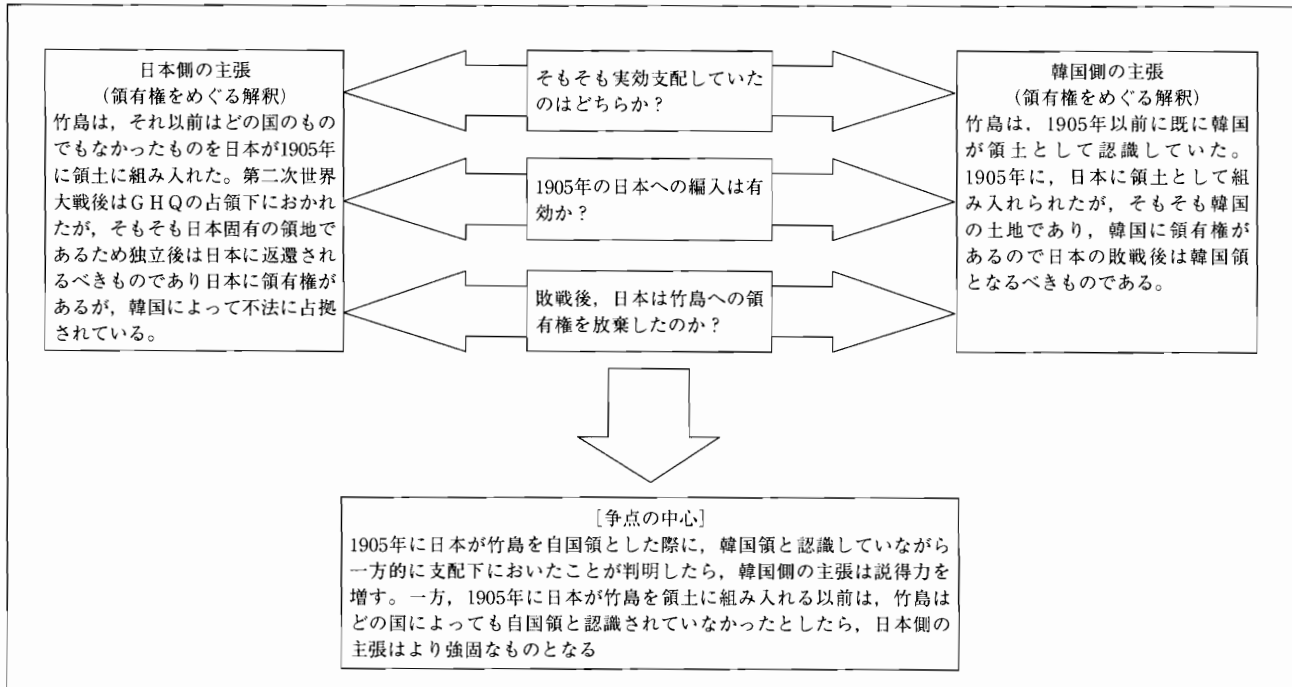 日本側の主張
(領有権をめぐる解釈)
竹島は，それ以前はどの国のもの
でもなかったものを日本が1905年
に領土に組み入れた。第二次世界
大戦後はGHQの占領下におかれ
たが，そもそも日本固有の領地で
あるため独立後は日本に返還され
るべきものであり日本に領有権が
あるが，韓国によって不法に占拠
されている。
そもそも実効支配していた
のはどちらか？
1905年の日本への編入は有
効か？
敗戦後，日本は竹島への領
有権を放棄したのか？
韓国側の主張
(領有権をめぐる解釈)
竹島は，1905年以前に既に韓国
が領土として認識していた。
1905年に，日本に領土として組
み入れられたが，そもそも韓国
の土地であり，韓国に領有権が
あるので日本の敗戦後は韓国領
となるべきものである。
［争点の中心］
1905年に日本が竹島を自国領とした際に，韓国領と認識していながら
一方的に支配下においたことが判明したら，韓国側の主張は説得力を
増す。一方，1905年に日本が竹島を領土に組み入れる以前は，竹島は
どの国によっても自国領と認識されていなかったとしたら，日本側の
主張はより強固なものとなる